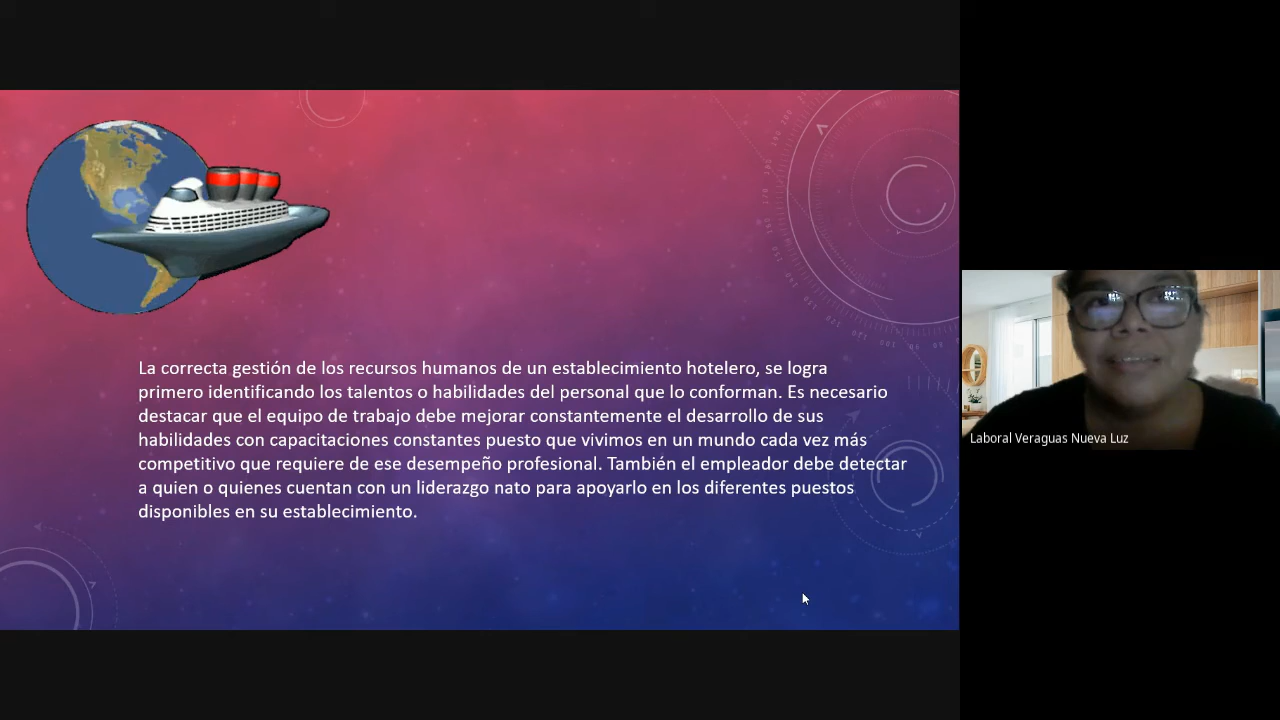 La correcta gestión de los recursos humanos de un establecimiento hotelero, se logra
primero identificando los talentos o habilidades del personal que lo conforman. Es necesario
destacar que el equipo de trabajo debe mejorar constantemente el desarrollo de sus
habilidades con capacitaciones constantes puesto que vivimos en un mundo cada vez más
competitivo que requiere de ese desempeño profesional. También el empleador debe detectar
a quien o quienes cuentan con un liderazgo nato para apoyarlo en los diferentes puestos
disponibles en su establecimiento.
Laboral Veraguas Nueva Luz